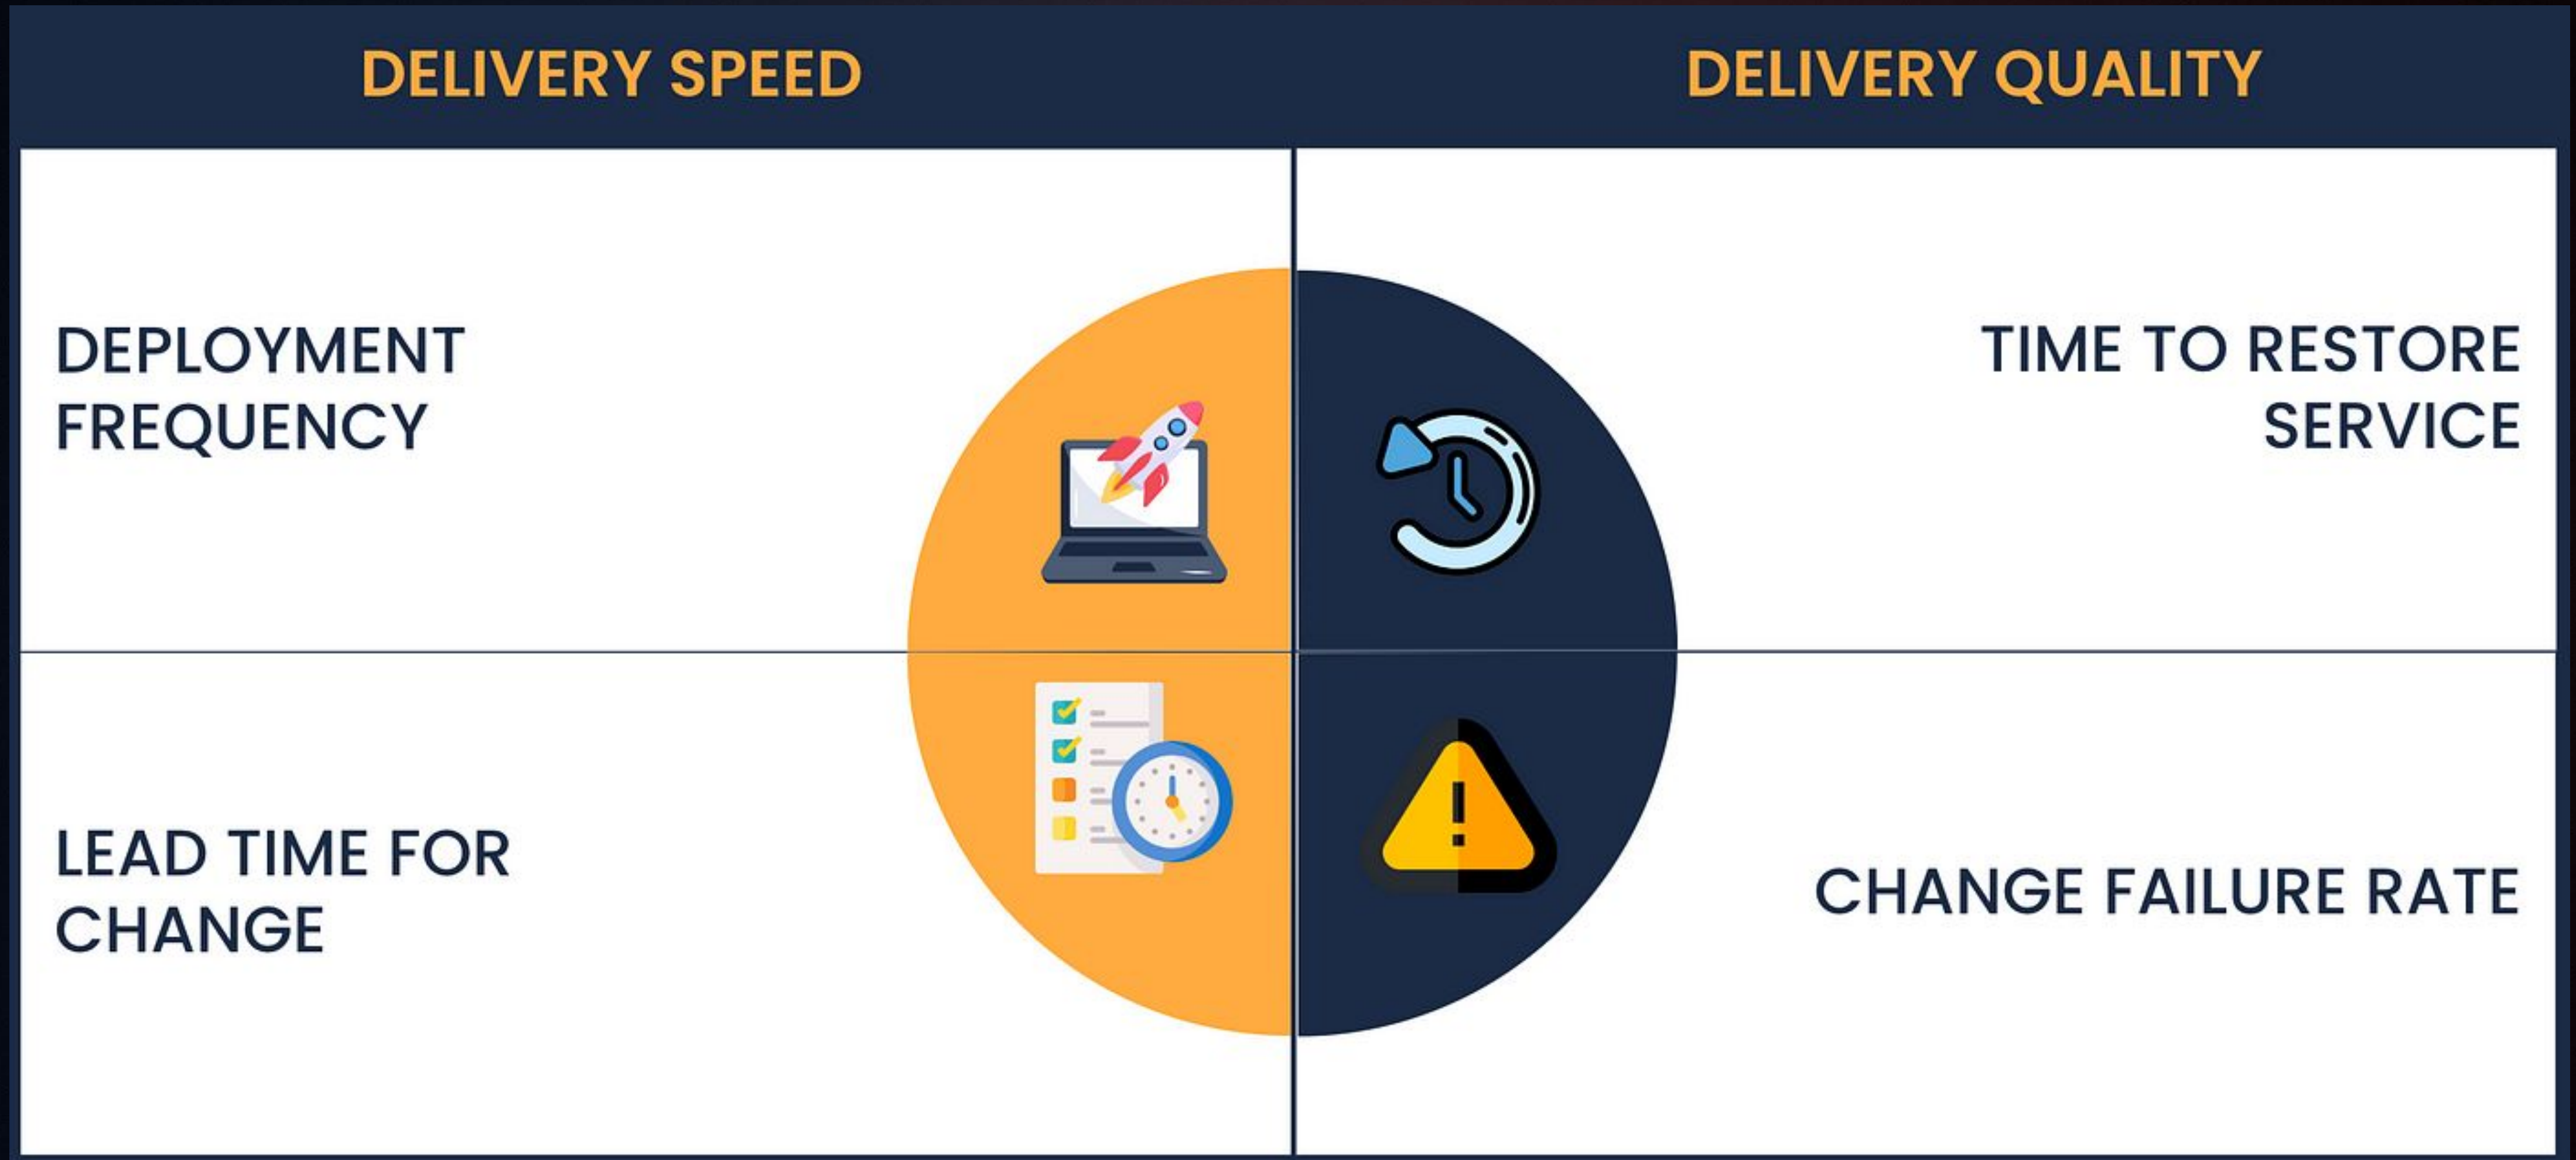 DELIVERY SPEED
DELIVERY QUALITY
DEPLOYMENT
FREQUENCY
TIME TO RESTORE
SERVICE
LEAD TIME FOR
CHANGE
CHANGE FAILURE RATE